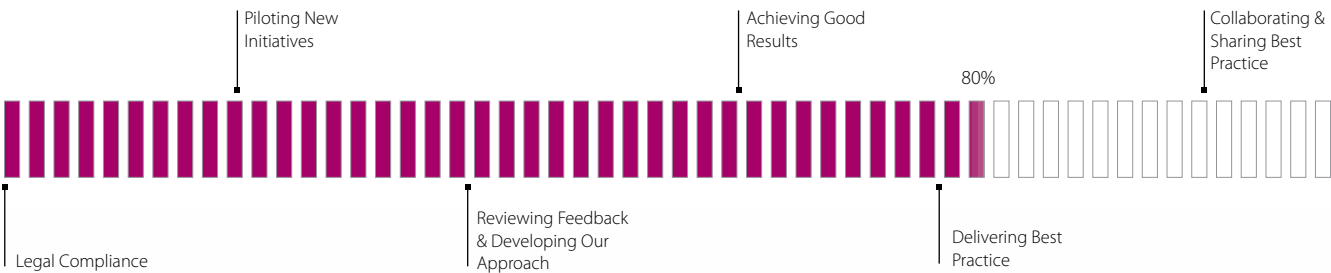 Piloting New
Initiatives
Achieving Good
Results
Collaborating &
Sharing Best
Practice
80%
Legal Compliance
Reviewing Feedback
& Developing Our
Approach
Delivering Best
Practice